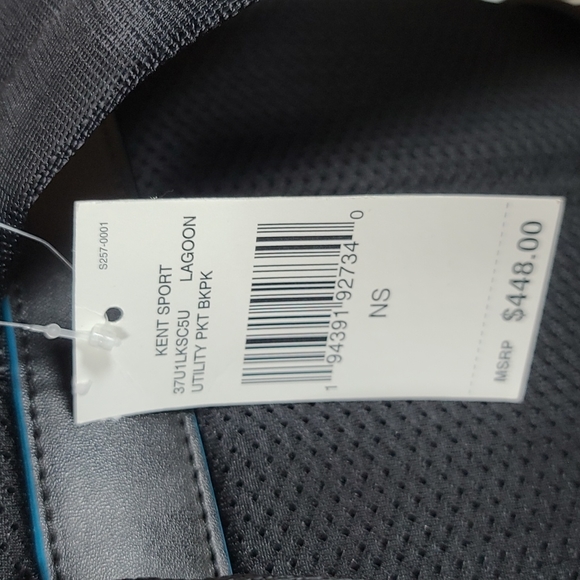 S257-0001
KENT SPORT
37U1LKSC5U LAGOON
UTILITY PKT BKPK
1 94391 92734 0
NS
MSRP $448.00